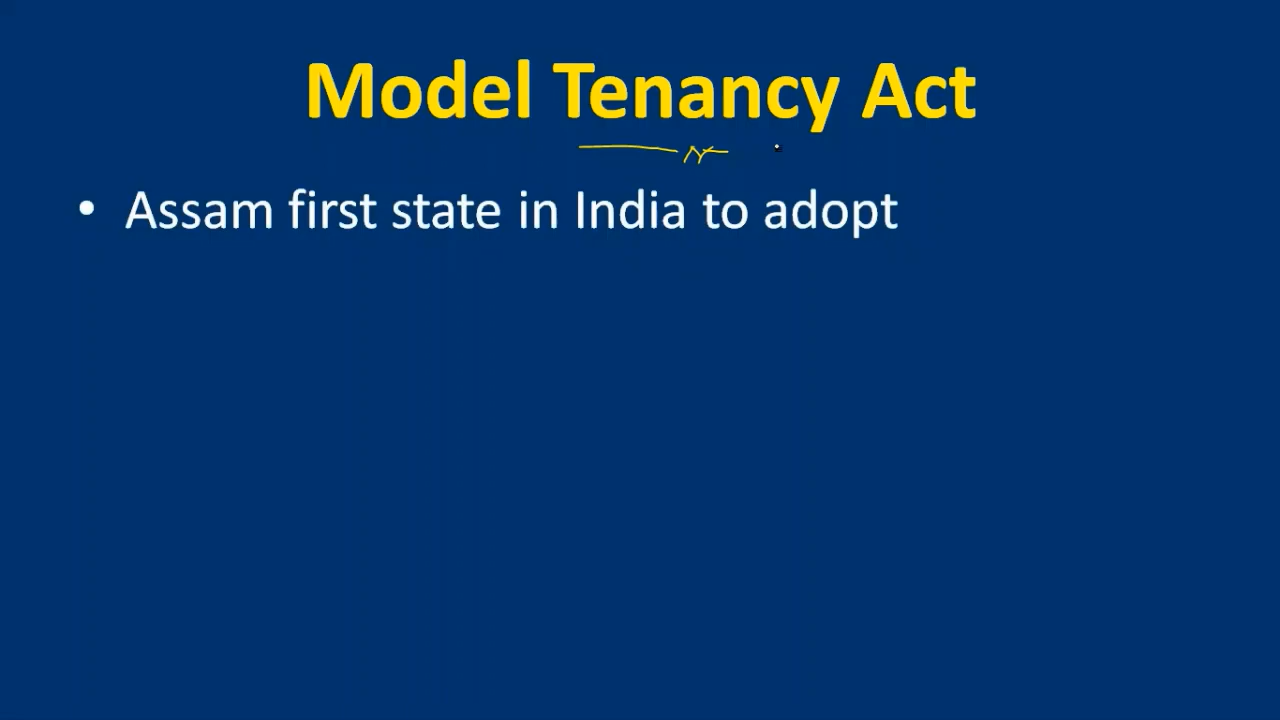 Model Tenancy Act
• Assam first state in India to adopt